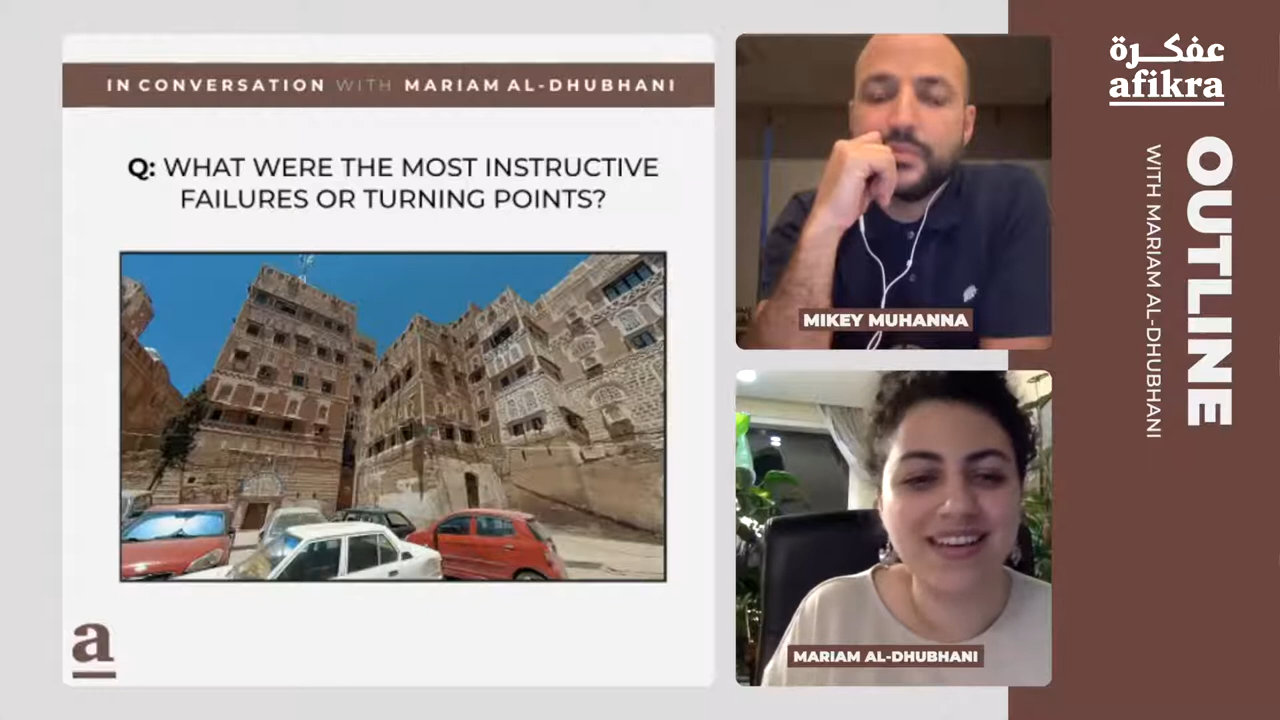 IN CONVERSATION WITH MARIAM AL-DHUBHANI
Q: WHAT WERE THE MOST INSTRUCTIVE
FAILURES OR TURNING POINTS?
a
MIKEY MUHANNA
MARIAM AL-DHUBHANI
عفكرة
afikra
OUTLINE
WITH MARIAM AL-DHUBHANI